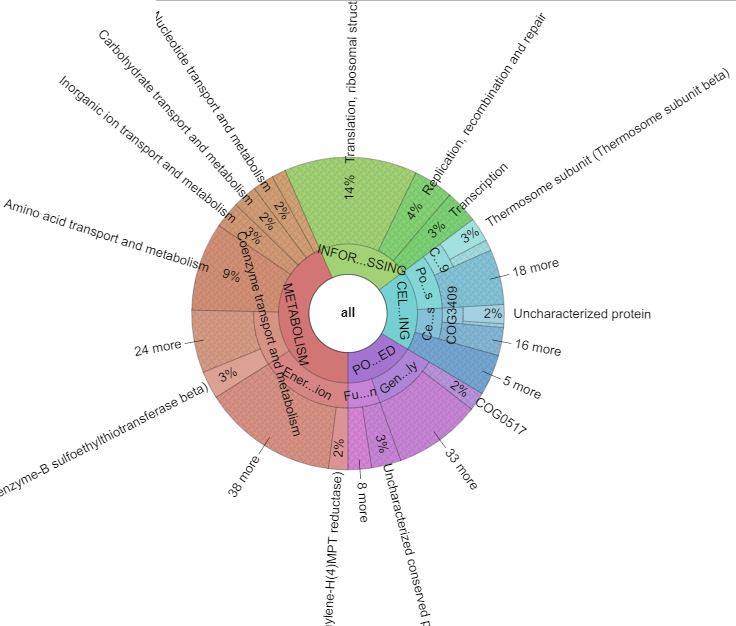 Nucleotide transport and metabolism
Carbohydrate transport and metabolism
Inorganic ion transport and metabolism
Amino acid transport and metabolism
Translation, ribosomal struct
Replication, recombination and repair
Transcription
Thermosome subunit (Thermosome subunit beta)
14%
4%
3%
3%
2%
2%
3%
9%
INFOR...SSING
C...g
Po...s
18 more
COG3409
CEL...ING
Ce...s
2%
Uncharacterized protein
16 more
5 more
all
METABOLISM
Coenzyme transport and metabolism
24 more
3%
enzyme-B sulfoethylthiotransferase beta)
Ener...ion
PO...ED
Fu...n
Gen...ly
2%
COG0517
38 more
2%
ylene-H(4)MPT reductase)
8 more
3%
Uncharacterized conserved p
33 more